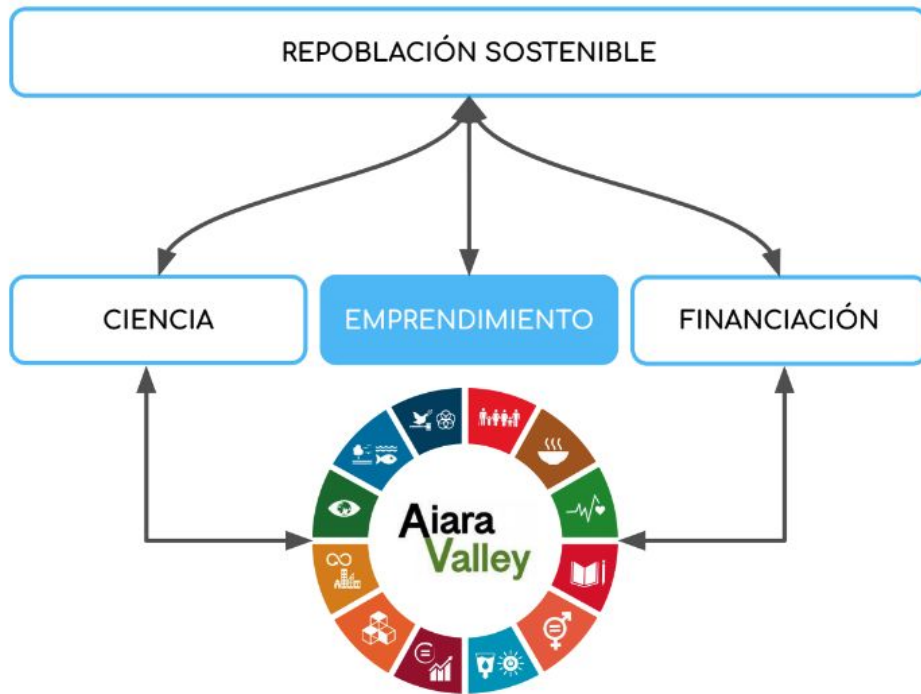 REPOBLACIÓN SOSTENIBLE
CIENCIA
EMPRENDIMIENTO
FINANCIACIÓN
Aiara
Valley